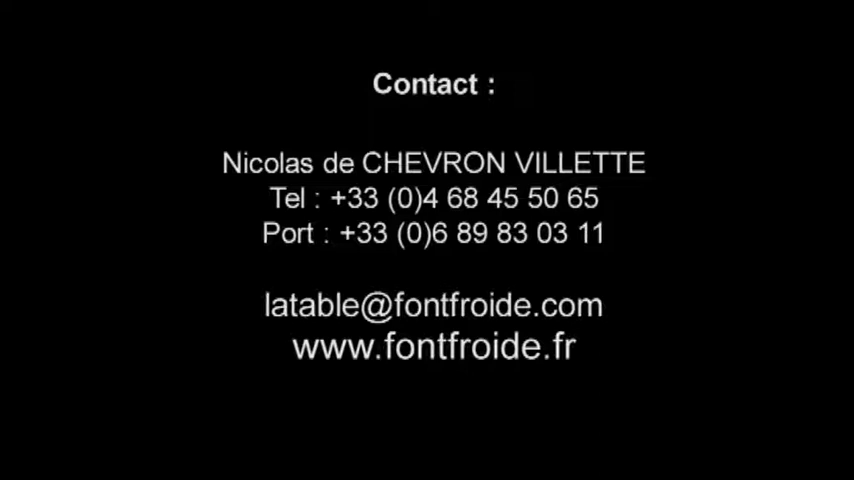 Contact :
Nicolas de CHEVRON VILLETTE
Tel : +33 (0)4 68 45 50 65
Port : +33 (0)6 89 83 03 11
latable@fontfroide.com
www.fontfroide.fr